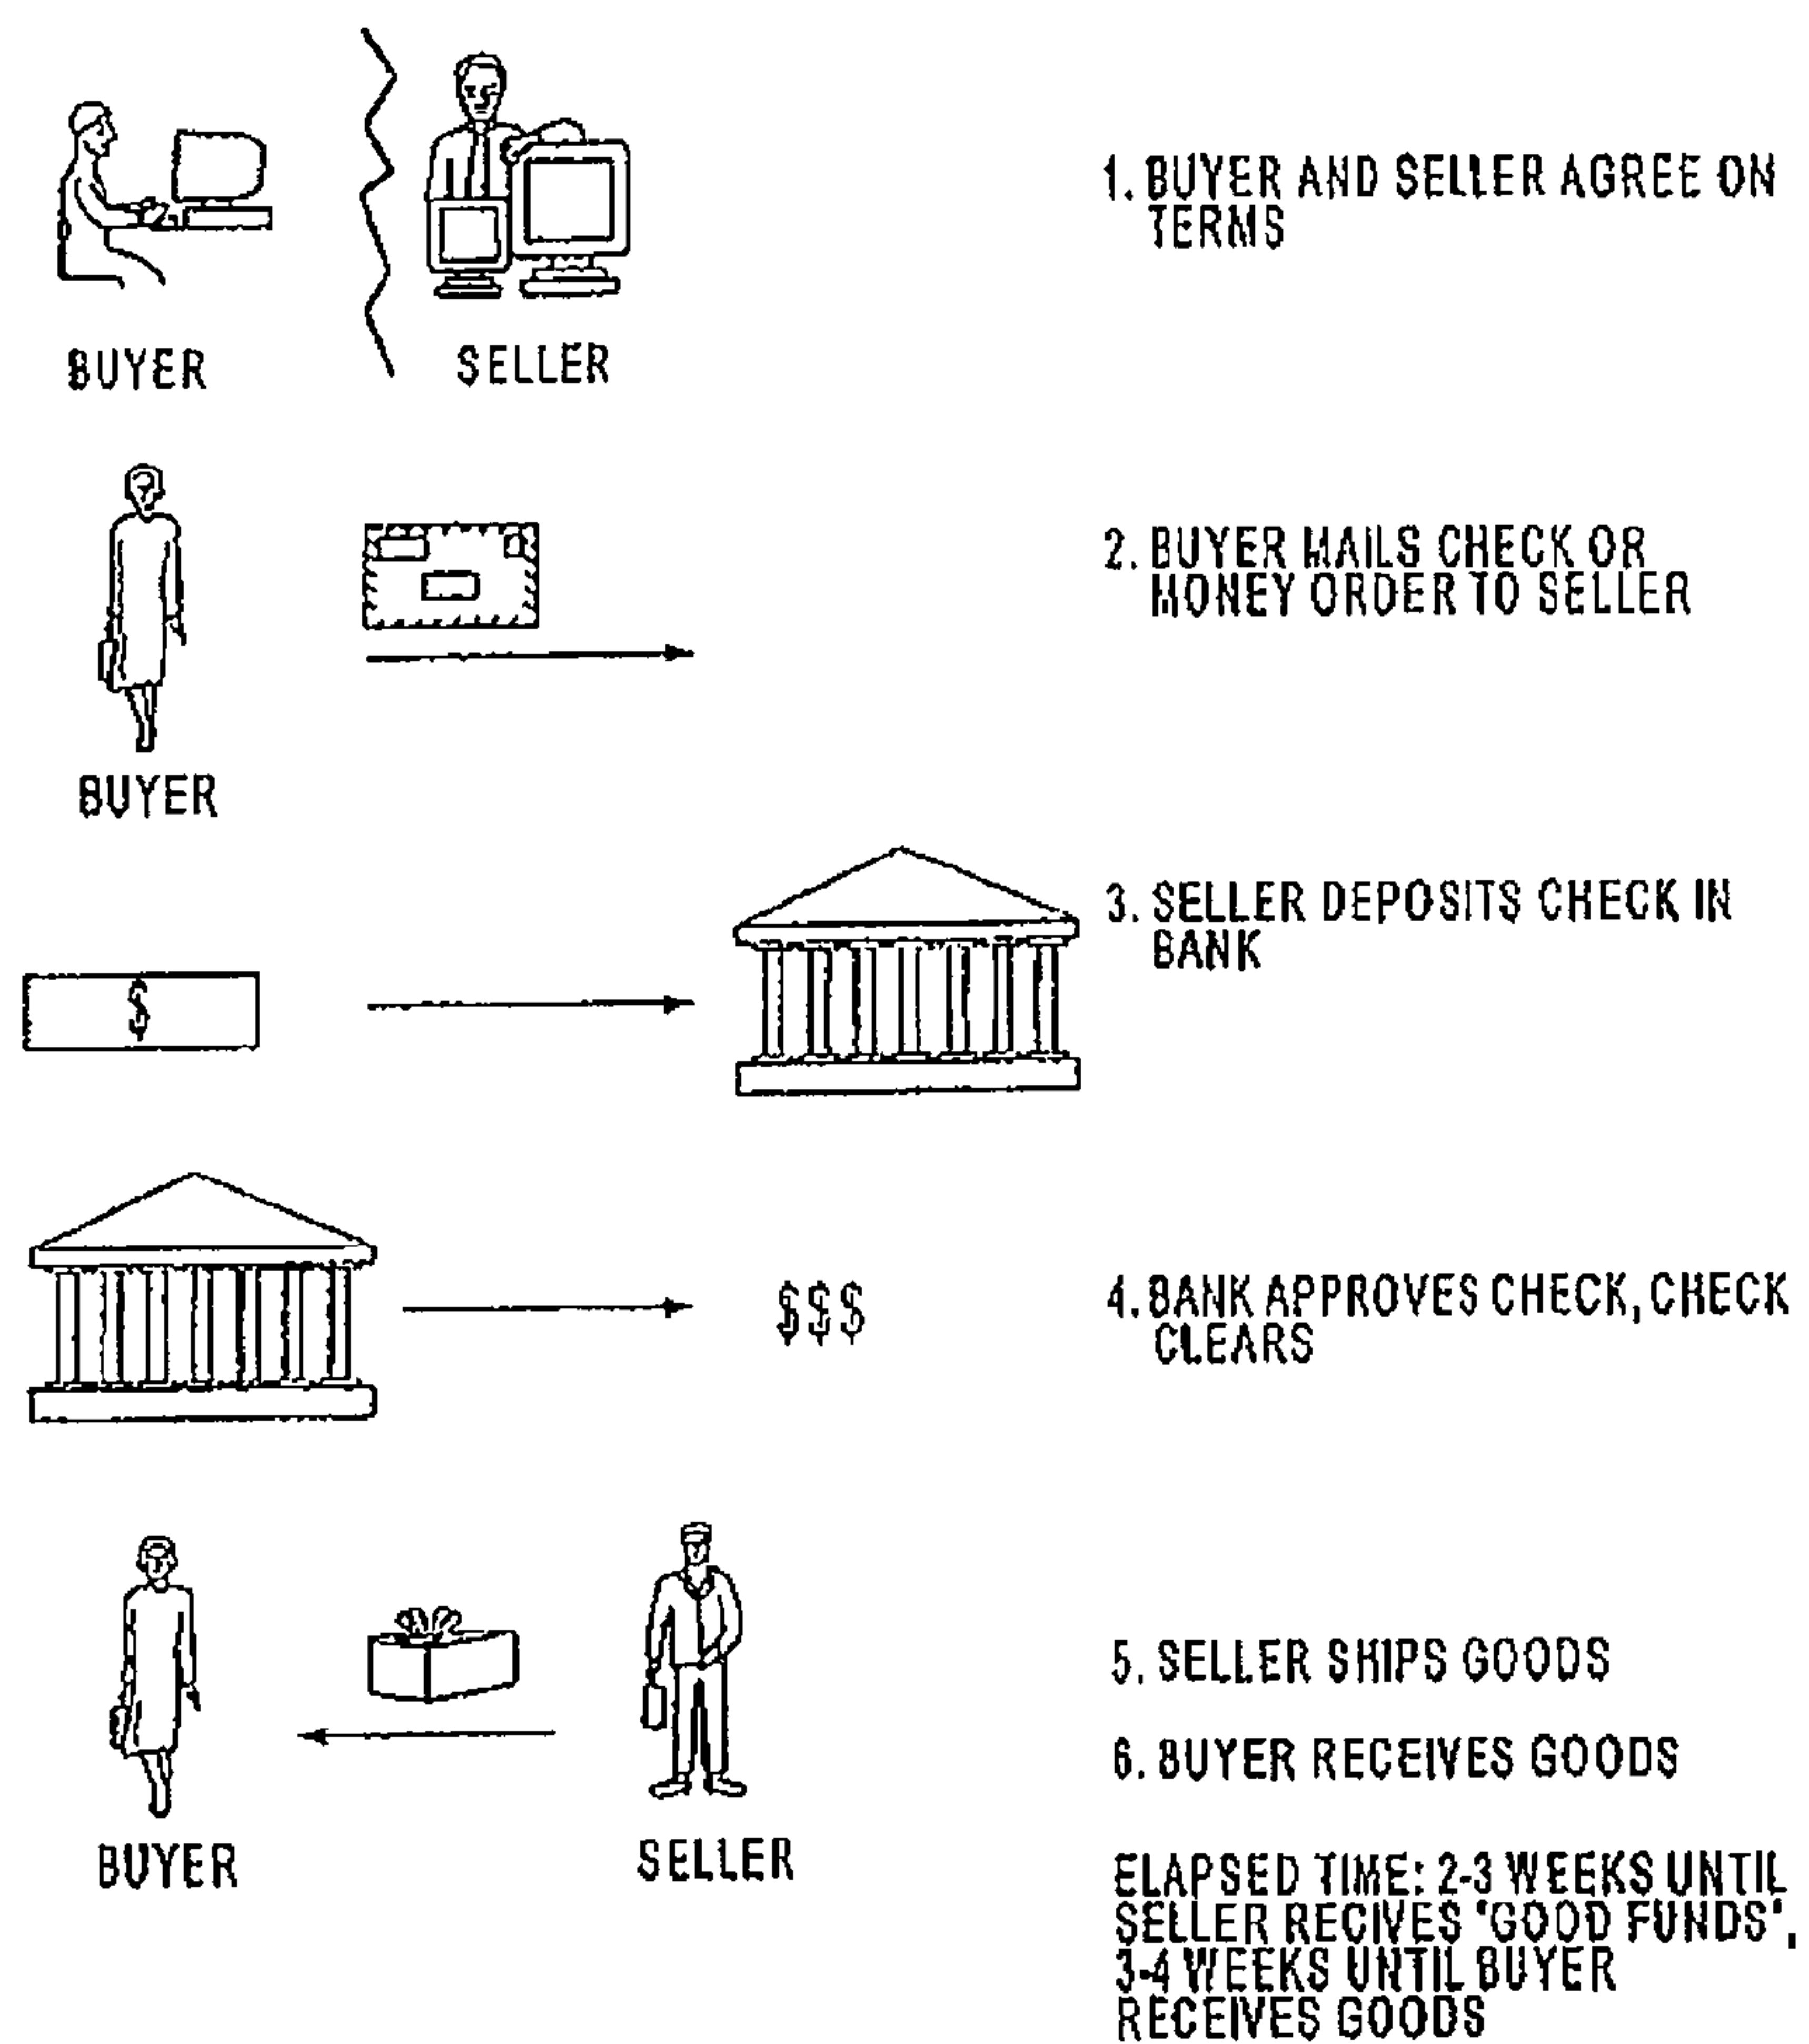 1. BUYER AND SELLER AGREE ON
TERMS
BUYER
SELLER
2. BUYER MAILS CHECK OR
MONEY ORDER TO SELLER
BUYER
3. SELLER DEPOSITS CHECK IN
BANK
$
$$$
4. BANK APPROVES CHECK, CHECK
CLEARS
5. SELLER SHIPS GOODS
6. BUYER RECEIVES GOODS
BUYER
SELLER
ELAPSED TIME: 2-3 WEEKS UNTIL
SELLER RECIVES 'GOOD FUNDS',
3-4 WEEKS UNTIL BUYER
RECEIVES GOODS